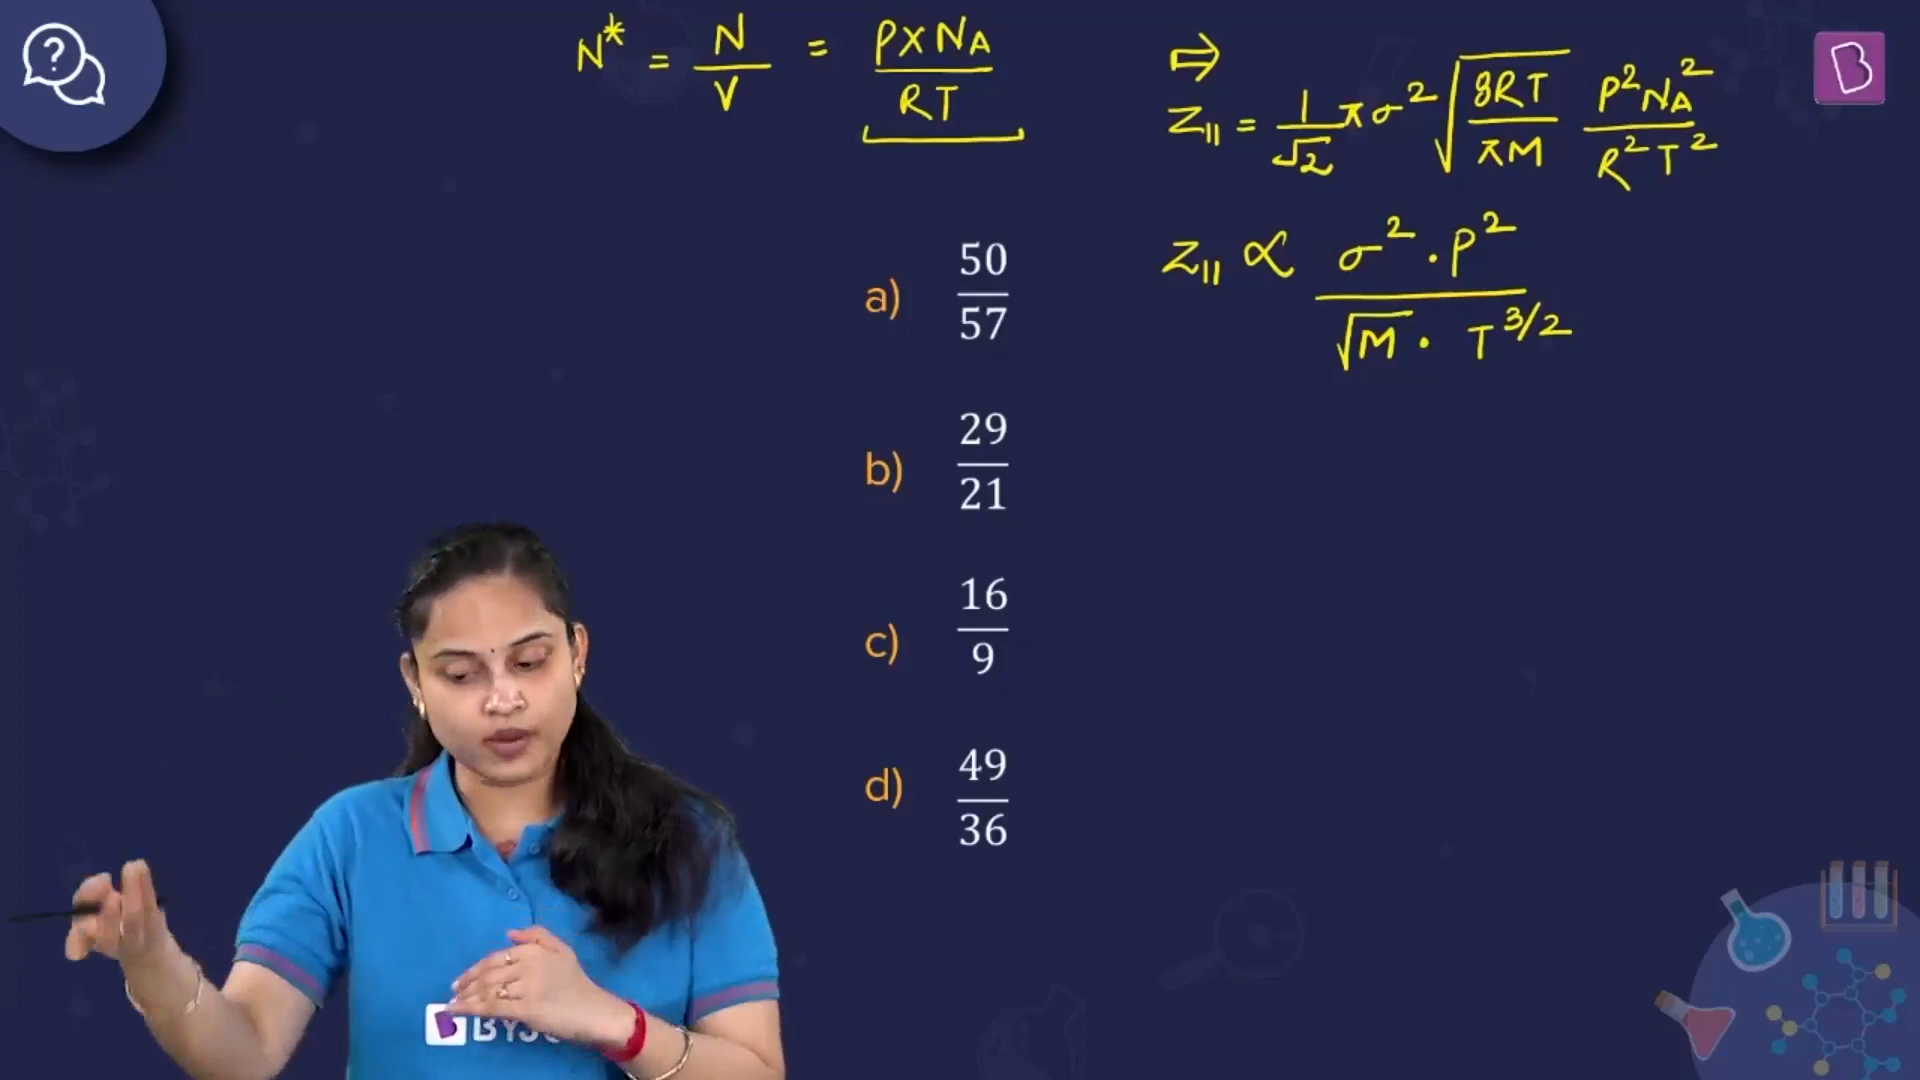 N* = N/V = P×N_A/RT
⇒
Z₁₁ = 1/√2 πσ² √(8RT/πM) P²N_A²/R²T²
Z₁₁ ∝ σ².P²/√M . T^3/2
a) 50/57
b) 29/21
c) 16/9
d) 49/36
?
B